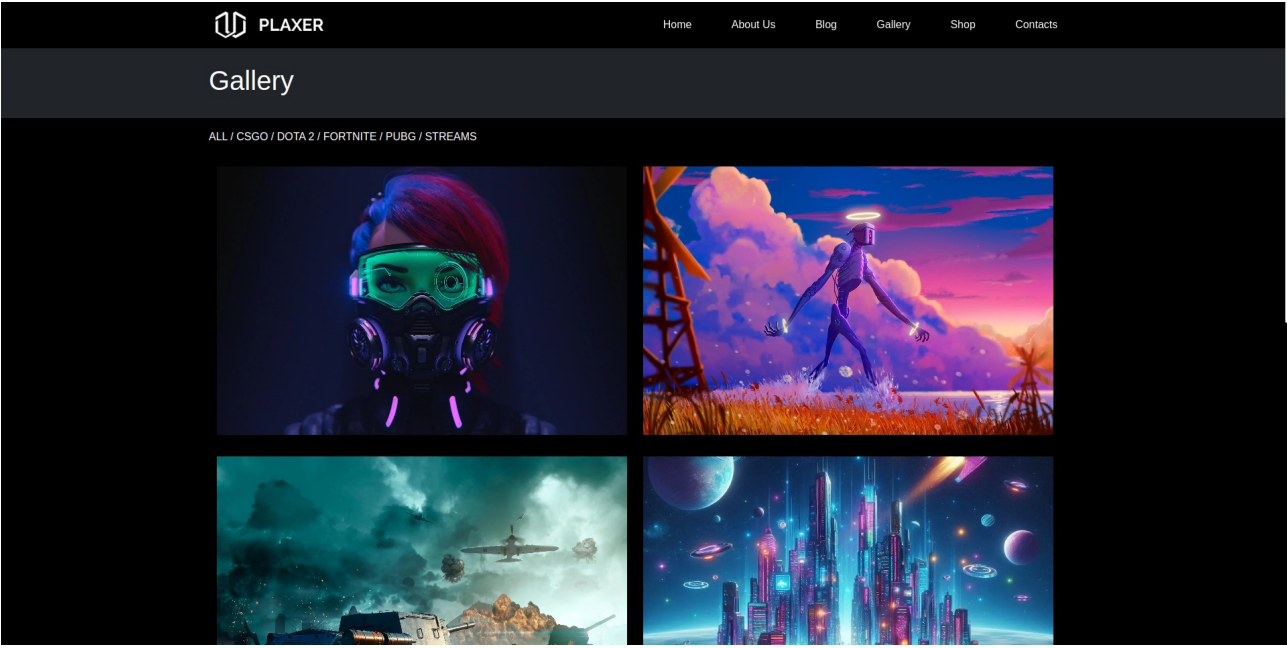 PLAXER Home About Us Blog Gallery Shop Contacts
Gallery
ALL / CSGO / DOTA 2 / FORTNITE / PUBG / STREAMS